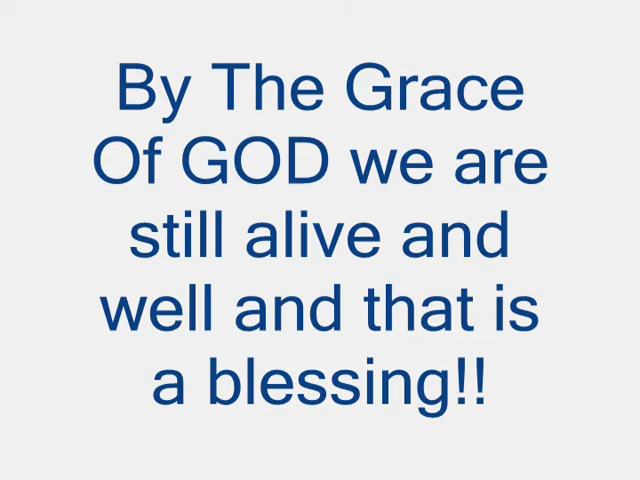 By The Grace
Of GOD we are
still alive and
well and that is
a blessing!!